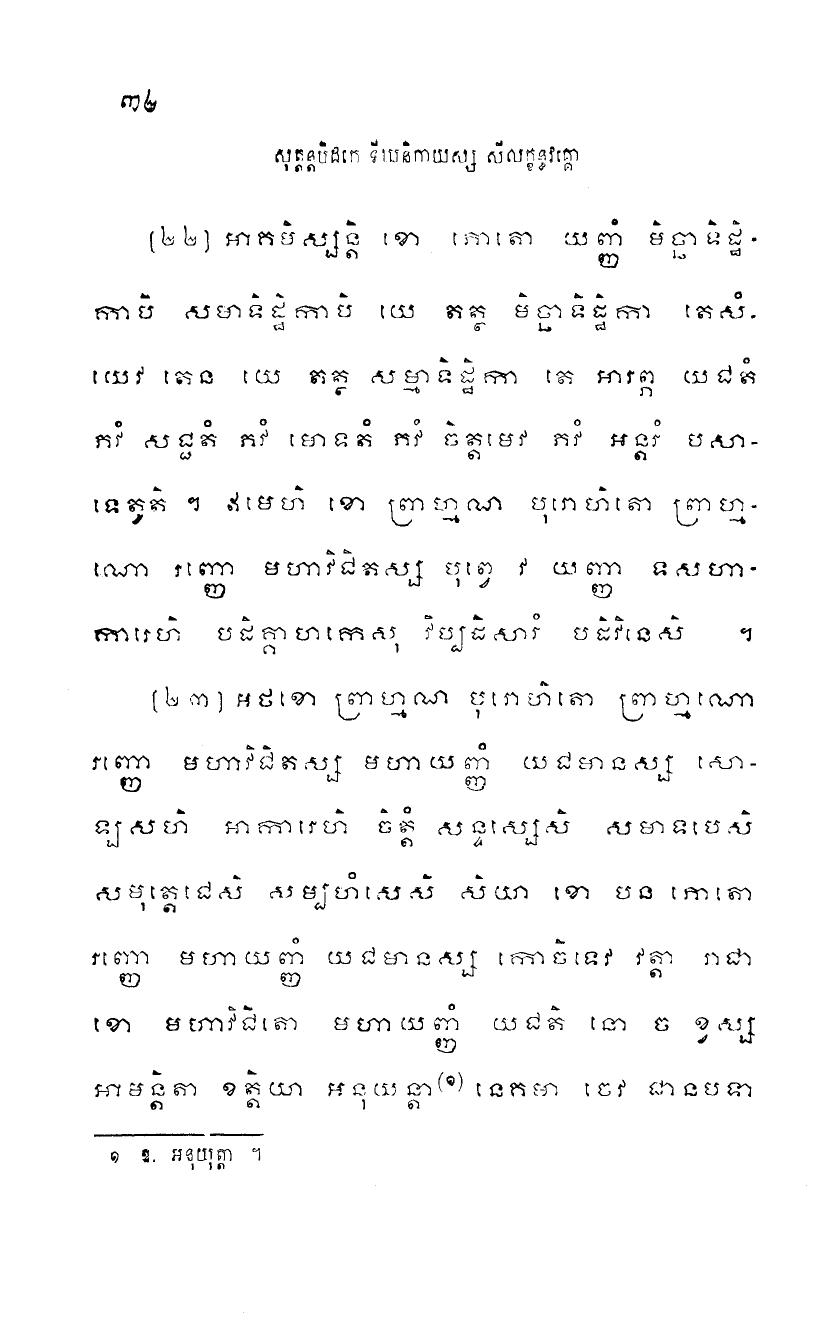 ៣៤
សុត្តន្តបិដកេ ទីឃនិកាយស្ស សីលក្ខន្ធវគ្គោ
(២២) អាគមិស្សន្តិ ខោ ភោតោ យញ្ញំ មិច្ឆាទិដ្ឋិ-
កាបិ សមាទិដ្ឋិកាបិ យេ តត្ថ មិច្ឆាទិដ្ឋិកា តេសំ-
យេវ តេន យេ តត្ថ សម្មាទិដ្ឋិកា តេ អារព្ភ យជតំ
ភវំ សជ្ជតំ ភវំ មោទតំ ភវំ ចិត្តមេវ ភវំ អន្តរំ បសា-
ទេតូតិ ។ ឥមេហិ ខោ ព្រាហ្មណ បុរោហិតោ ព្រាហ្ម-
ណោ រញ្ញោ មហាវិជិតស្ស បុព្វេ វ យញ្ញា ទសហា-
ការេហិ បដិគ្គាហកេសុ វិប្បដិសារំ បដិវិនេសិ ។
(២៣) អថខោ ព្រាហ្មណ បុរោហិតោ ព្រាហ្មណោ
រញ្ញោ មហាវិជិតស្ស មហាយញ្ញំ យជមានស្ស សោ-
ឡសហិ អាការេហិ ចិត្តំ សន្ទស្សេសិ សមាទបេសិ
សមុត្តេជេសិ សម្បហំសេសិ សិយា ខោ បន ភោតោ
រញ្ញោ មហាយញ្ញំ យជមានស្ស កោចិទេវ វត្តា រាជា
ខោ មហាវិជិតោ មហាយញ្ញំ យជតិ នោ ច ខ្វស្ស
អាមន្តិតា ខត្តិយា អនុយន្តា(១) នេគមា ចេវ ជានបទា
១ ឱ. អនុយុត្តា ។